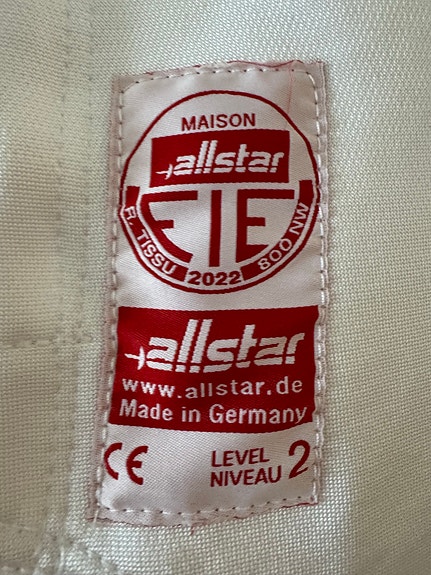 MAISON
allstar
FIE
R. TISSU 2022 800 NW
allstar
www.allstar.de
Made in Germany
CE LEVEL 2
NIVEAU